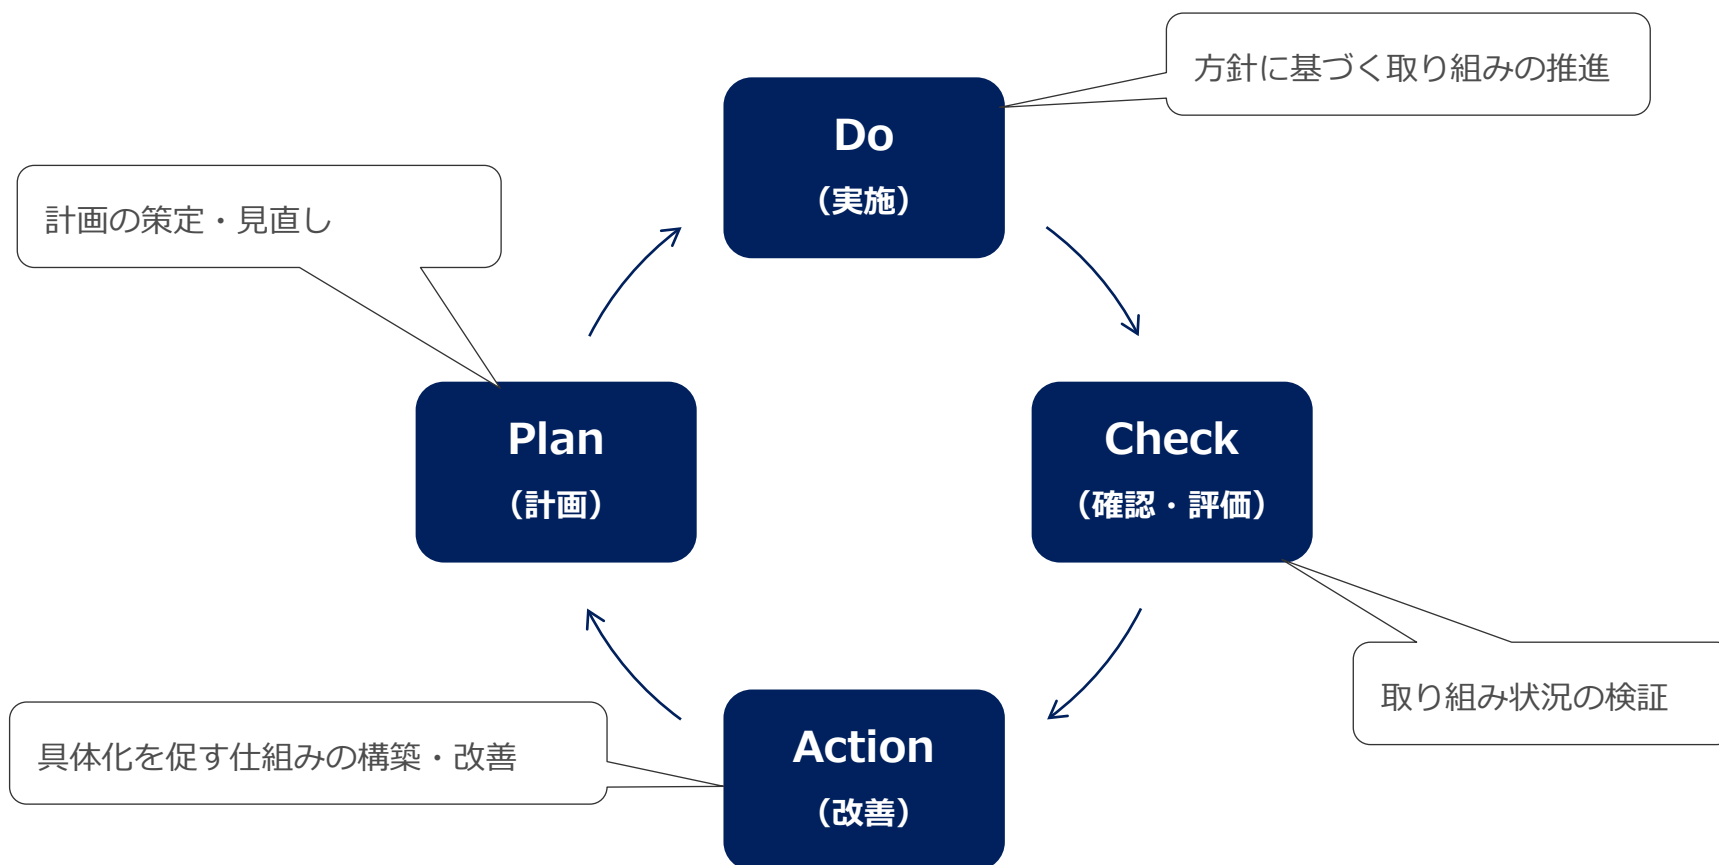 方針に基づく取り組みの推進
Do
（実施）
計画の策定・見直し
Plan
（計画）
Check
（確認・評価）
取り組み状況の検証
具体化を促す仕組みの構築・改善
Action
（改善）